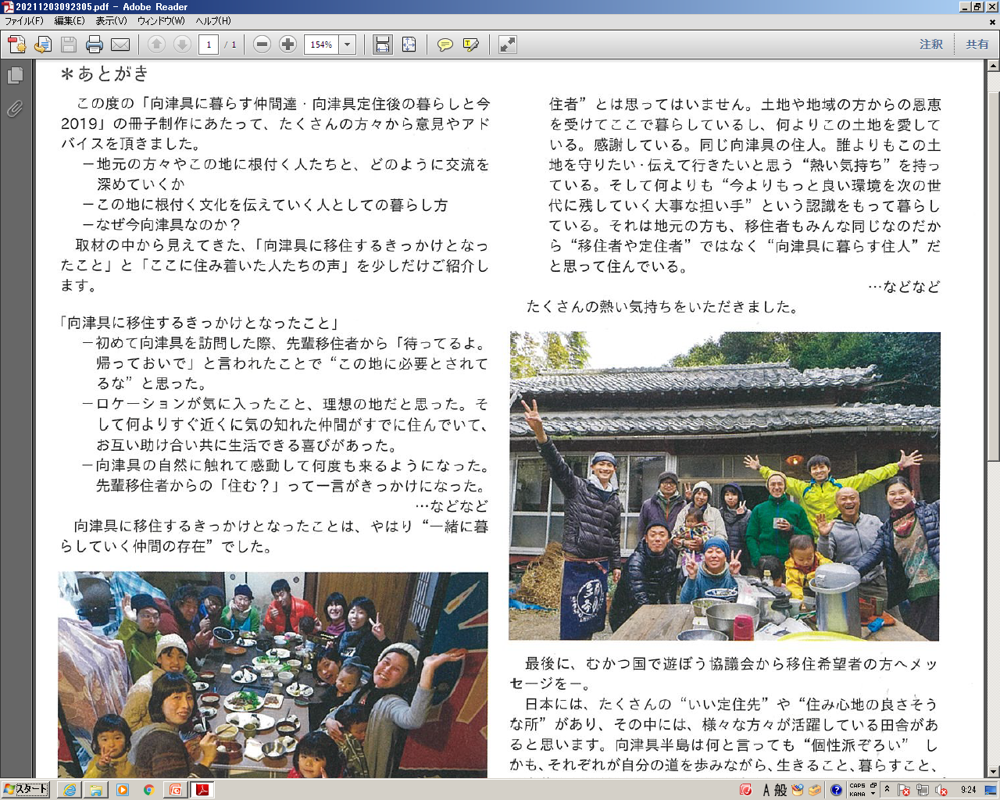 20211203092305.pdf - Adobe Reader
ファイル(F) 編集(E) 表示(V) ウィンドウ(W) ヘルプ(H)
1 / 1 154% 注釈 共有
＊あとがき
この度の「向津具に暮らす仲間達・向津具定住後の暮らしと今
2019」の冊子制作にあたって、たくさんの方々から意見やアド
バイスを頂きました。
－地元の方々やこの地に根付く人たちと、どのように交流を
深めていくか
－この地に根付く文化を伝えていく人としての暮らし方
－なぜ今向津具なのか？
取材の中から見えてきた、「向津具に移住するきっかけとなっ
たこと」と「ここに住み着いた人たちの声」を少しだけご紹介し
ます。
「向津具に移住するきっかけとなったこと」
－初めて向津具を訪問した際、先輩移住者から「待ってるよ。
帰っておいで」と言われたことで“この地に必要とされて
るな”と思った。
－ロケーションが気に入ったこと、理想の地だと思った。そ
して何よりすぐ近くに気の知れた仲間がすでに住んでいて、
お互い助け合い共に生活できる喜びがあった。
－向津具の自然に触れて感動して何度も来るようになった。
先輩移住者からの「住む？」って一言がきっかけになった。
…などなど
向津具に移住するきっかけとなったことは、やはり“一緒に暮
らしていく仲間の存在”でした。
住者”とは思ってはいません。土地や地域の方からの恩恵
を受けてここで暮らしているし、何よりこの土地を愛して
いる。感謝している。同じ向津具の住人。誰よりもこの土
地を守りたい・伝えて行きたいと思う“熱い気持ち”を持っ
ている。そして何よりも“今よりもっと良い環境を次の世
代に残していく大事な担い手”という認識をもって暮らし
ている。それは地元の方も、移住者もみんな同じなのだか
ら“移住者や定住者”ではなく“向津具に暮らす住人”だ
と思って住んでいる。
…などなど
たくさんの熱い気持ちをいただきました。
最後に、むかつ国で遊ぼう協議会から移住希望者の方へメッ
セージを－。
日本には、たくさんの“いい定住先”や“住み心地の良さそう
な所”があり、その中には、様々な方々が活躍している田舎があ
ると思います。向津具半島は何と言っても“個性派ぞろい” し
かも、それぞれが自分の道を歩みながら、生きること、暮らすこと、
スタート A 般 CAPS KANA 9:24